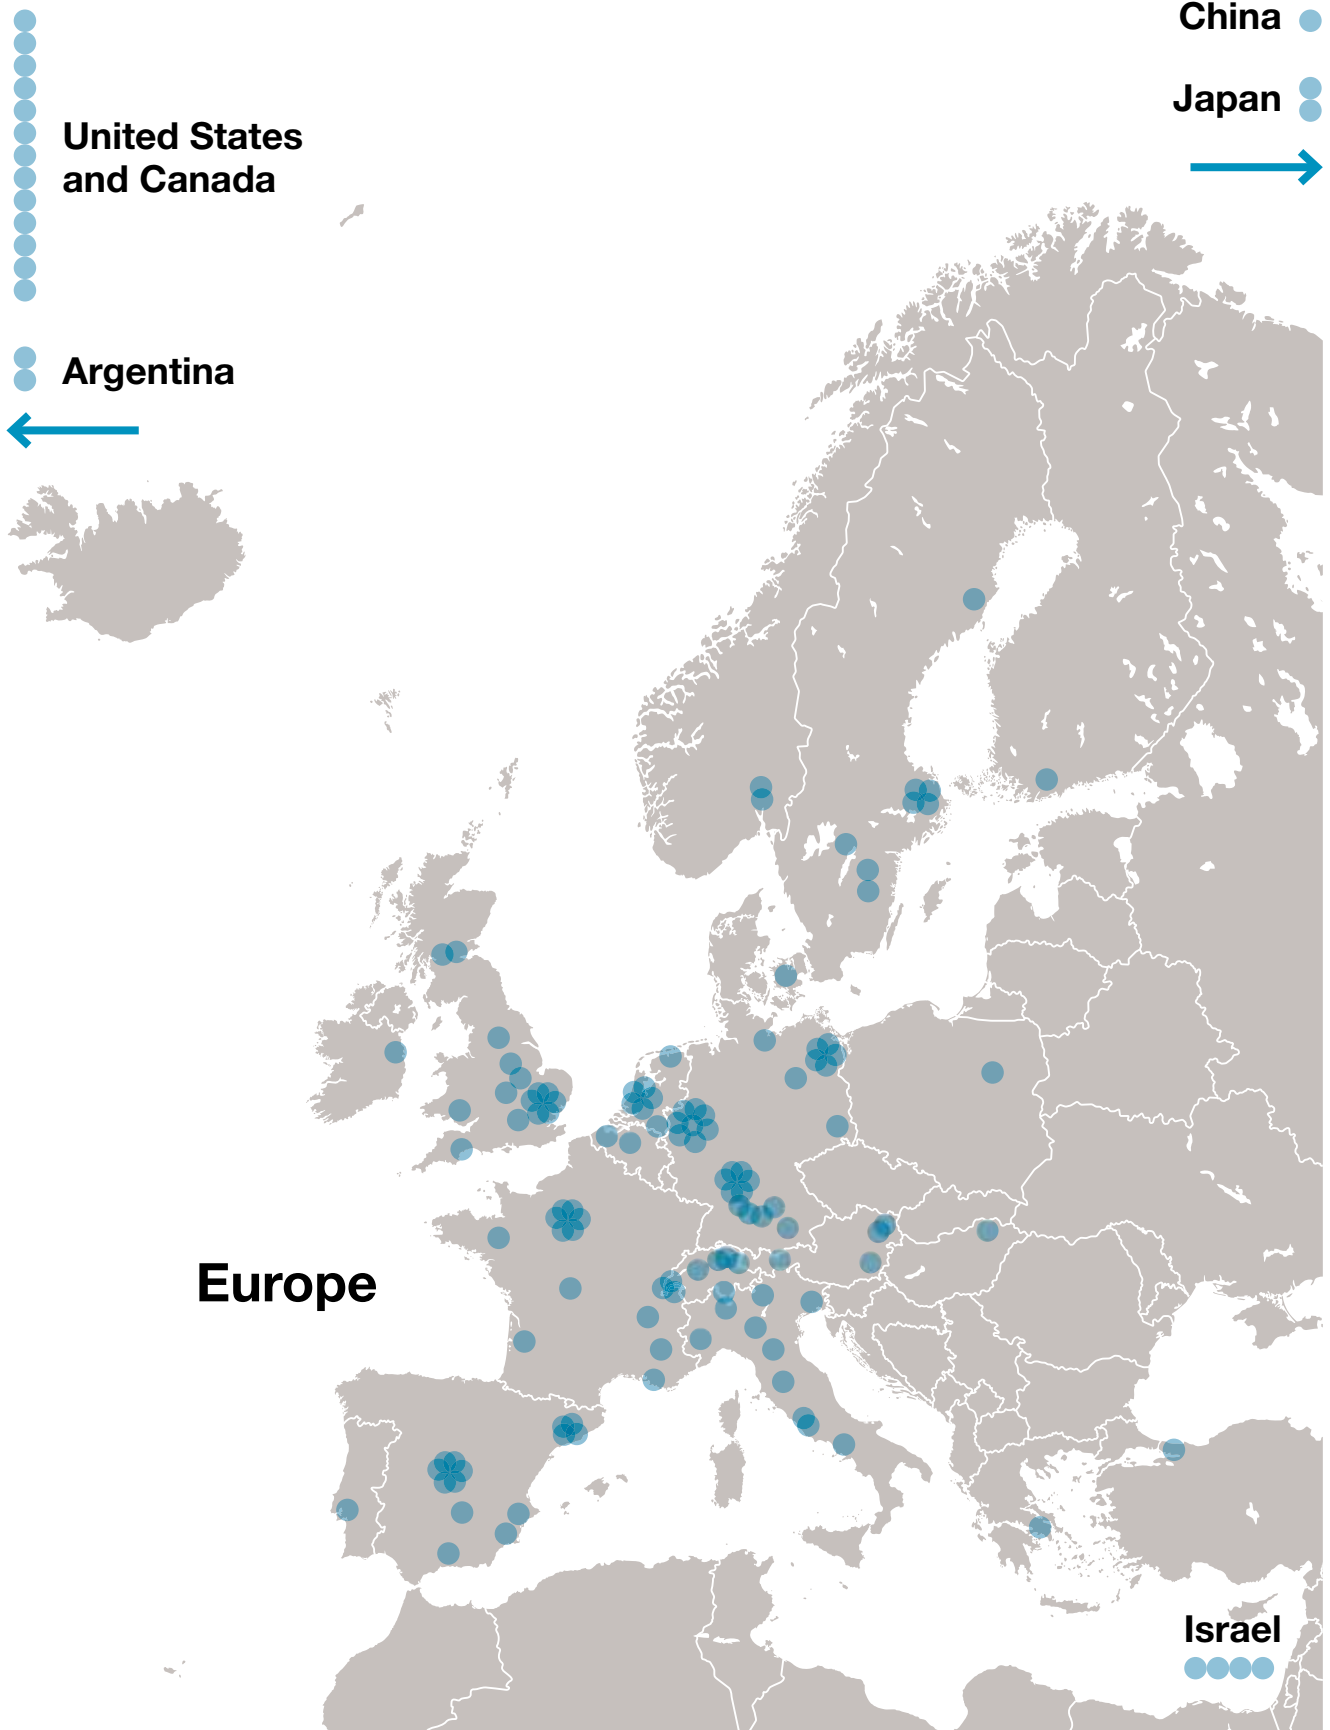 China
Japan
United States
and Canada
Argentina
Europe
Israel